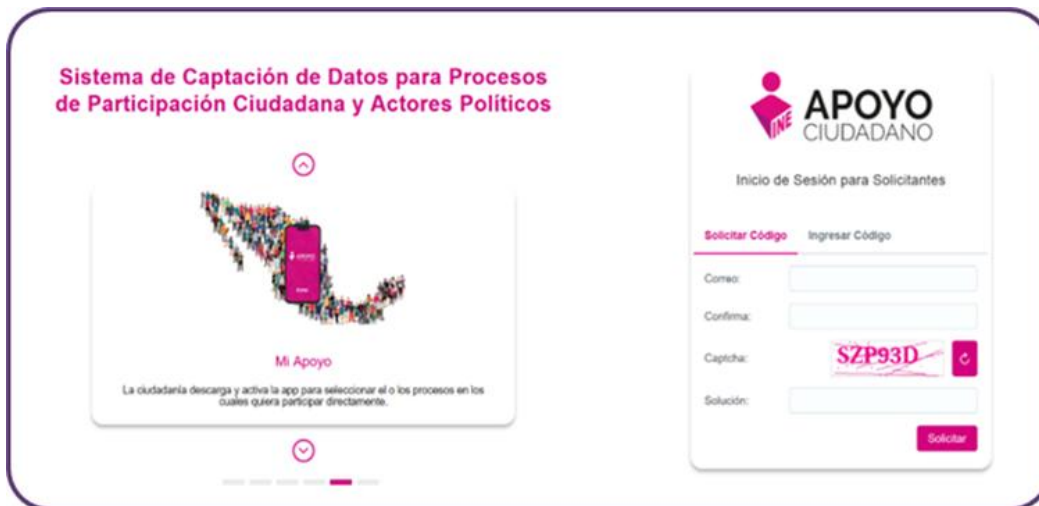 Sistema de Captación de Datos para Procesos
de Participación Ciudadana y Actores Políticos
Mi Apoyo
La ciudadanía descarga y activa la app para seleccionar el o los procesos en los
cuales quiera participar directamente.
INE
APOYO
CIUDADANO
Inicio de Sesión para Solicitantes
Solicitar Código Ingresar Código
Correo:
Confirma:
Captcha: SZP93D
Solución:
Solicitar